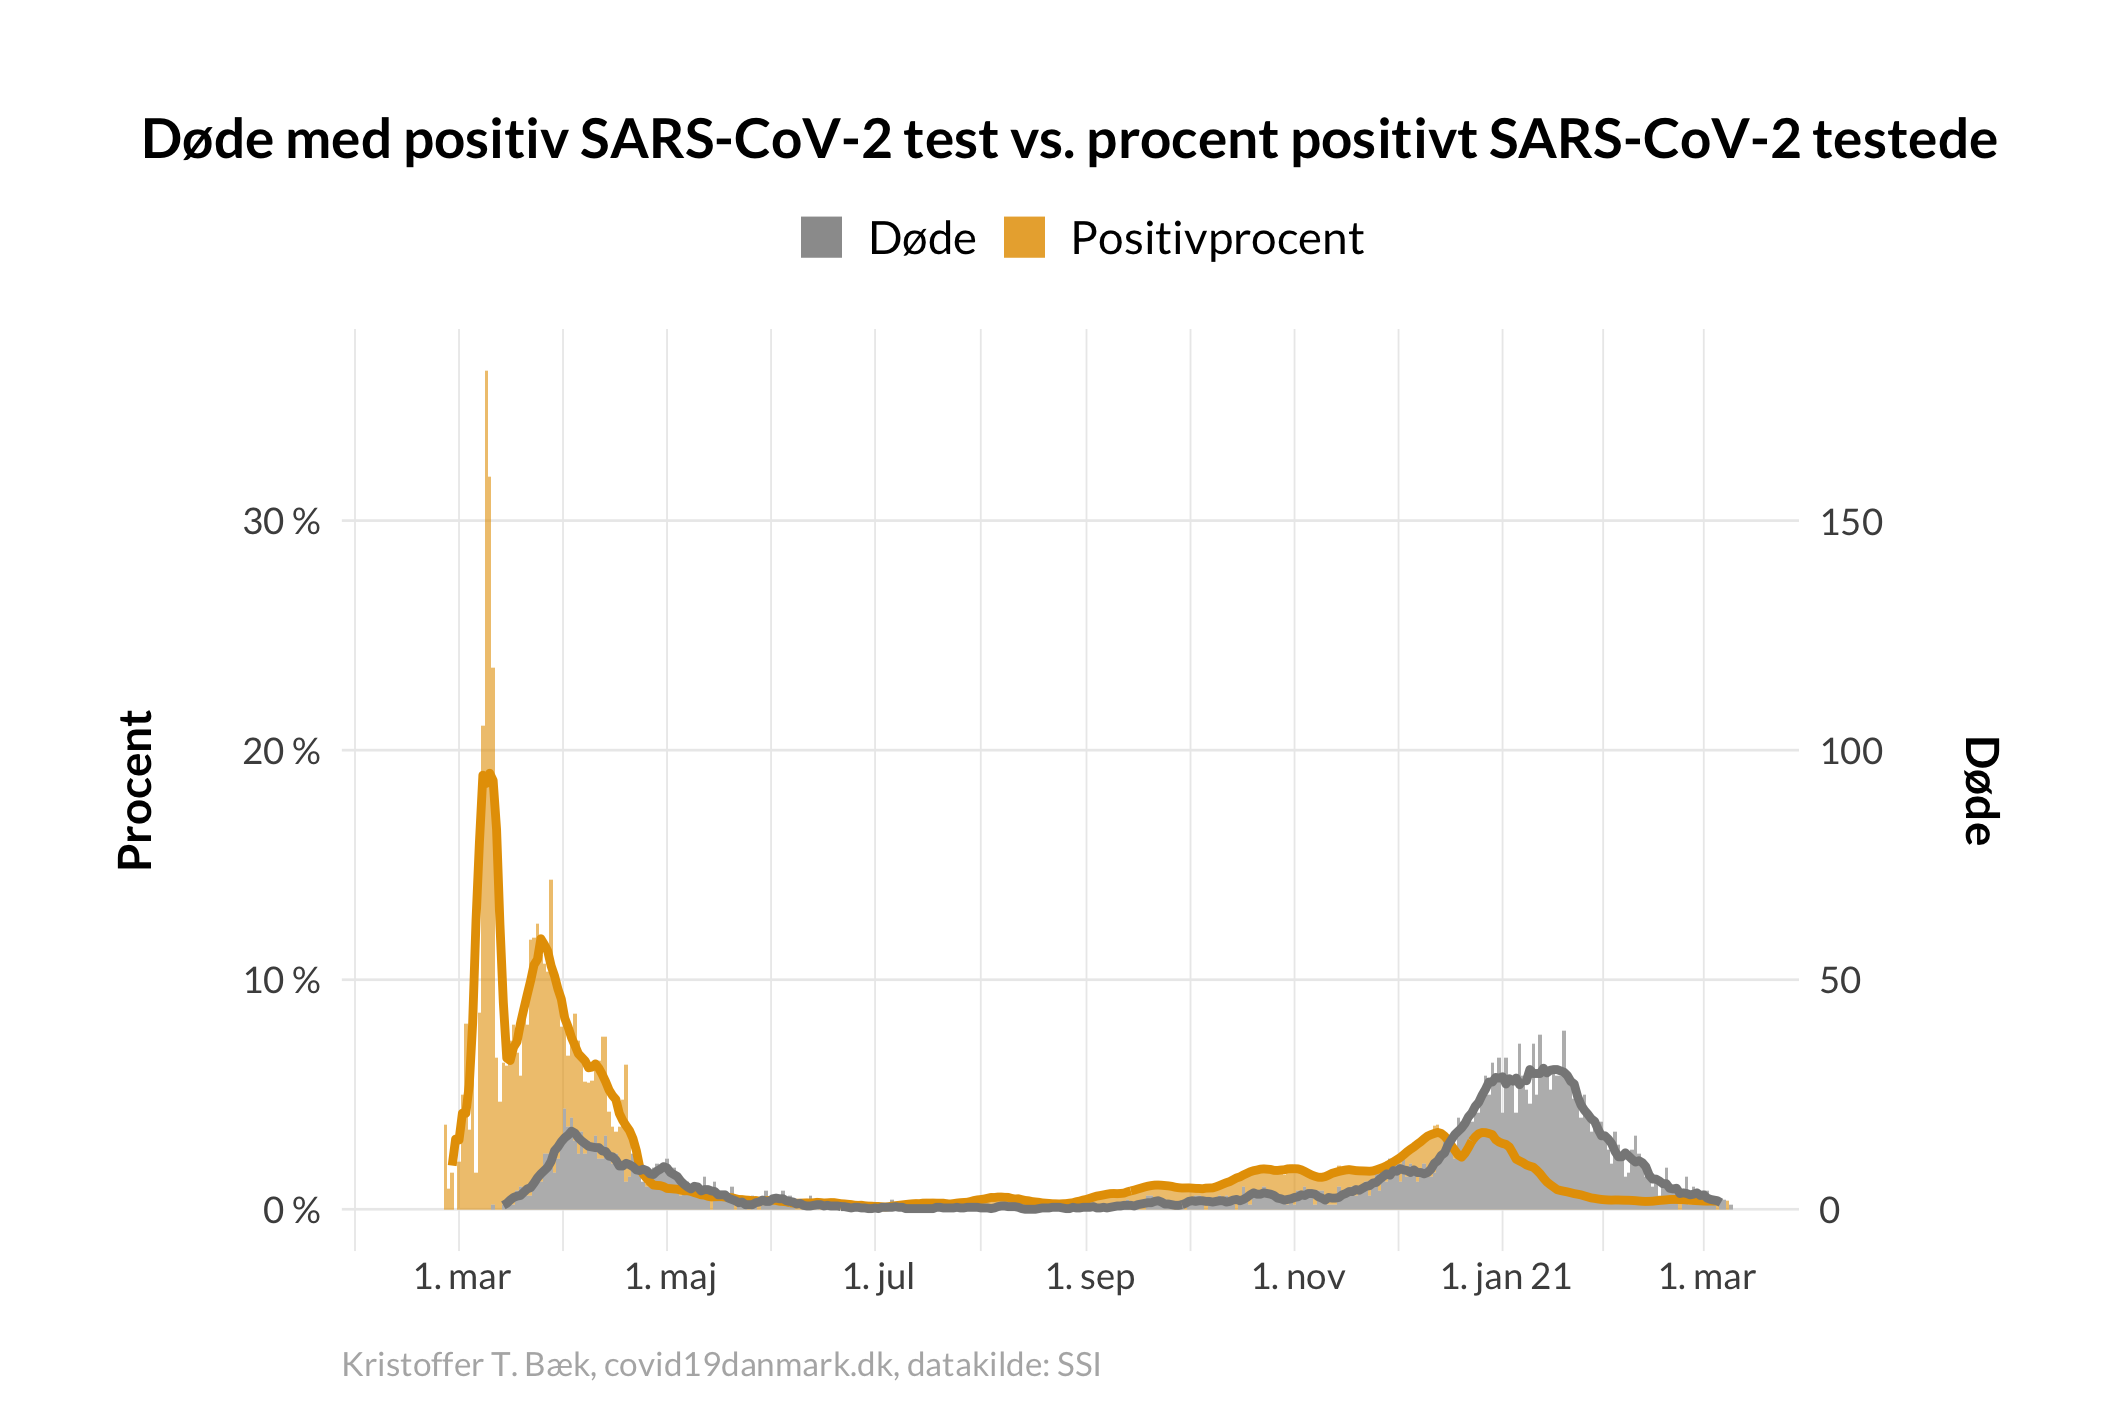 Døde med positiv SARS-CoV-2 test vs. procent positivt SARS-CoV-2 testede
Døde
Positivprocent
Procent
30 %
20 %
10 %
0 %
150
100
50
0
Døde
1. mar
1. maj
1. jul
1. sep
1. nov
1. jan 21
1. mar
Kristoffer T. Bæk, covid19danmark.dk, datakilde: SSI